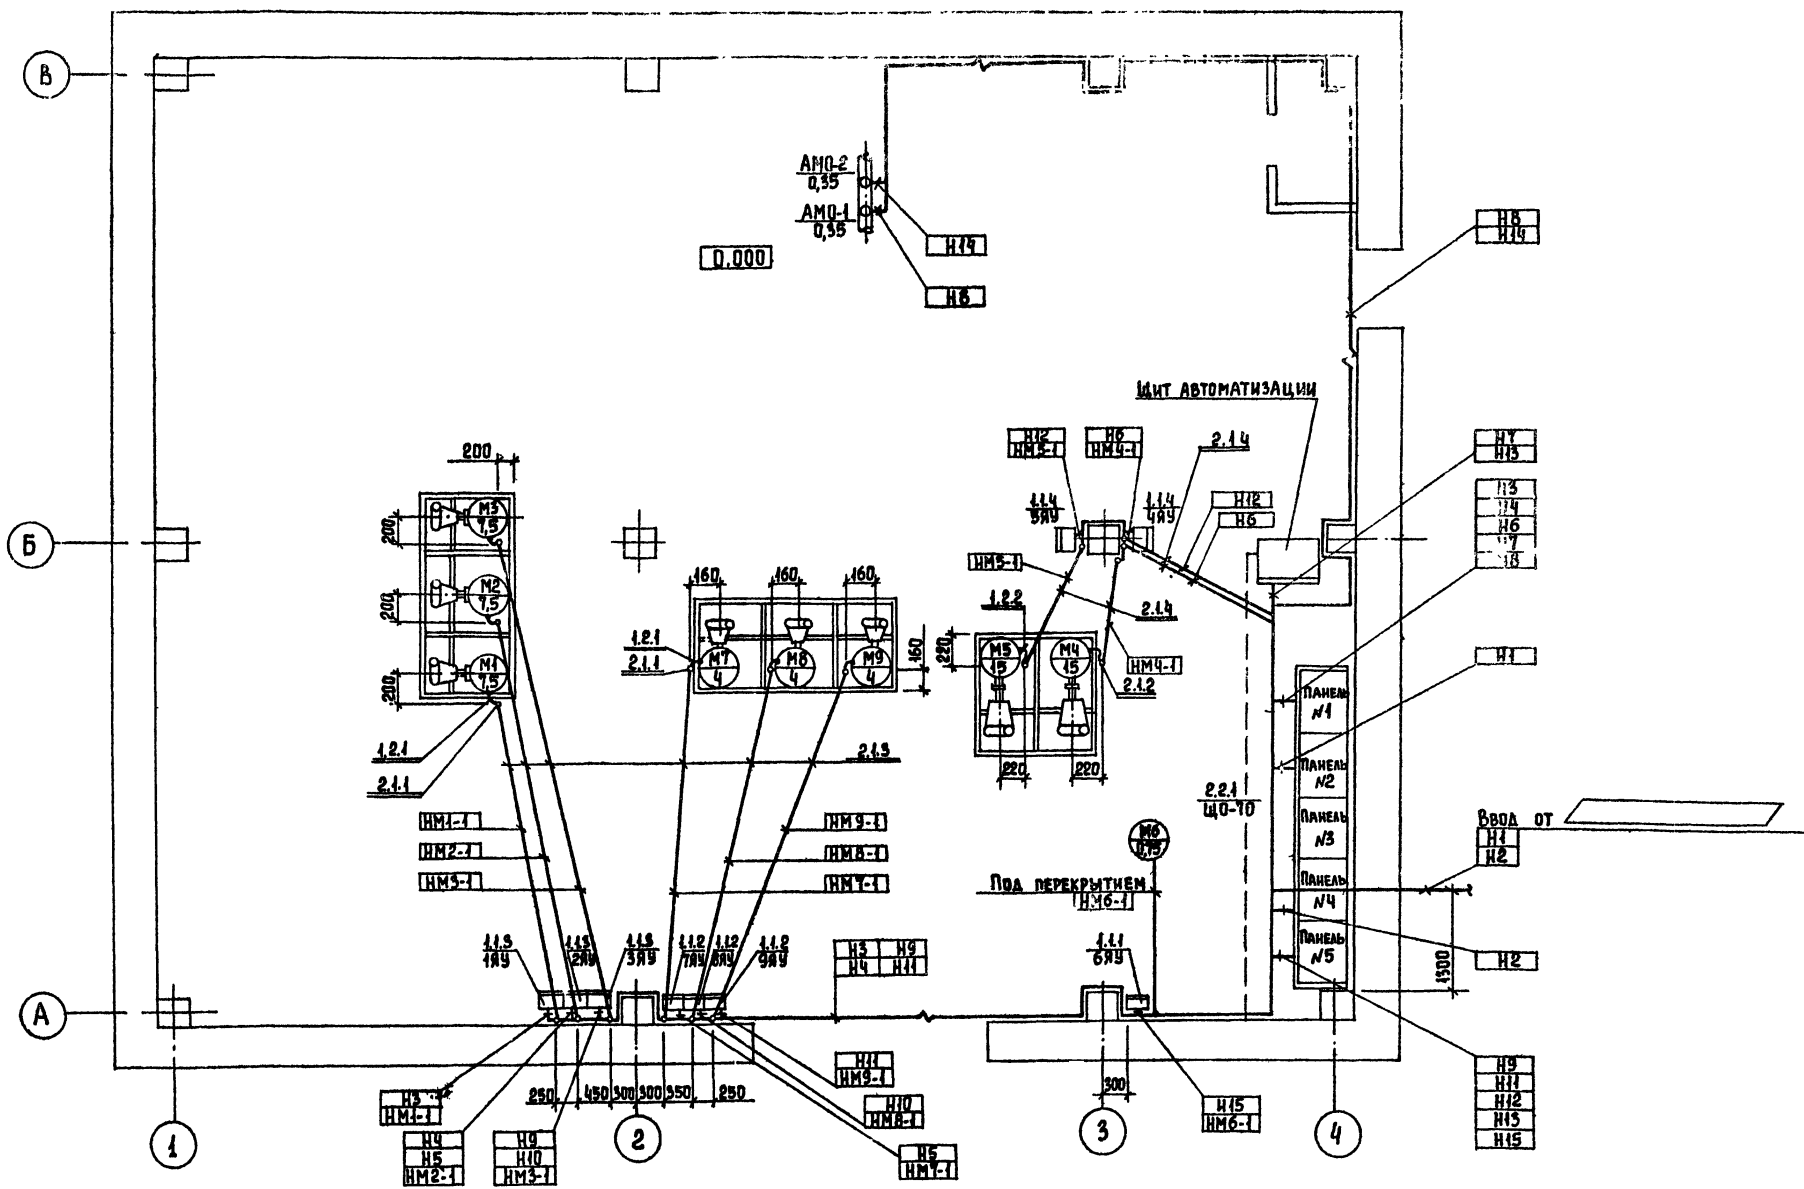 В
АМО-2
0,35
АМО-1
0,35
Н14
Н8
0.000
Н8
Н14
Щит автоматизации
Н12
НМ5-1
Н6
НМ4-1
2.1.4
Н7
Н13
Н12
Н6
Н6
Б
200
200
М3
7,5
200
М2
7,5
200
М1
7,5
1.1.4
5ЯУ
1.1.4
4ЯУ
НМ5-1
1.2.2
2.1.4
НМ4-1
2.1.2
160
160
160
1.2.1
2.1.1
М7
4
М8
4
М9
4
160
220
М5
15
М4
15
220
220
Н1
Панель
№1
Панель
№2
Панель
№3
Панель
№4
Панель
№5
1.2.1
2.1.1
2.1.3
2.2.1
ЩО-70
НМ1-1
НМ2-1
НМ3-1
НМ9-1
НМ8-1
НМ7-1
М6
0,75
Под перекрытием
НМ6-1
Ввод от
Н1
Н2
1.1.3
1ЯУ
1.1.3
2ЯУ
1.1.3
3ЯУ
1.1.2
7ЯУ
1.1.2
8ЯУ
1.1.2
9ЯУ
Н3 Н9
Н4 Н11
1.1.1
6ЯУ
Н2
1300
А
250
450
300
300
350
250
300
Н3
НМ1-1
Н4
Н5
НМ2-1
Н9
Н10
НМ3-1
Н11
НМ9-1
Н10
НМ8-1
Н5
НМ7-1
Н15
НМ6-1
Н9
Н11
Н12
Н13
Н15
1
2
3
4